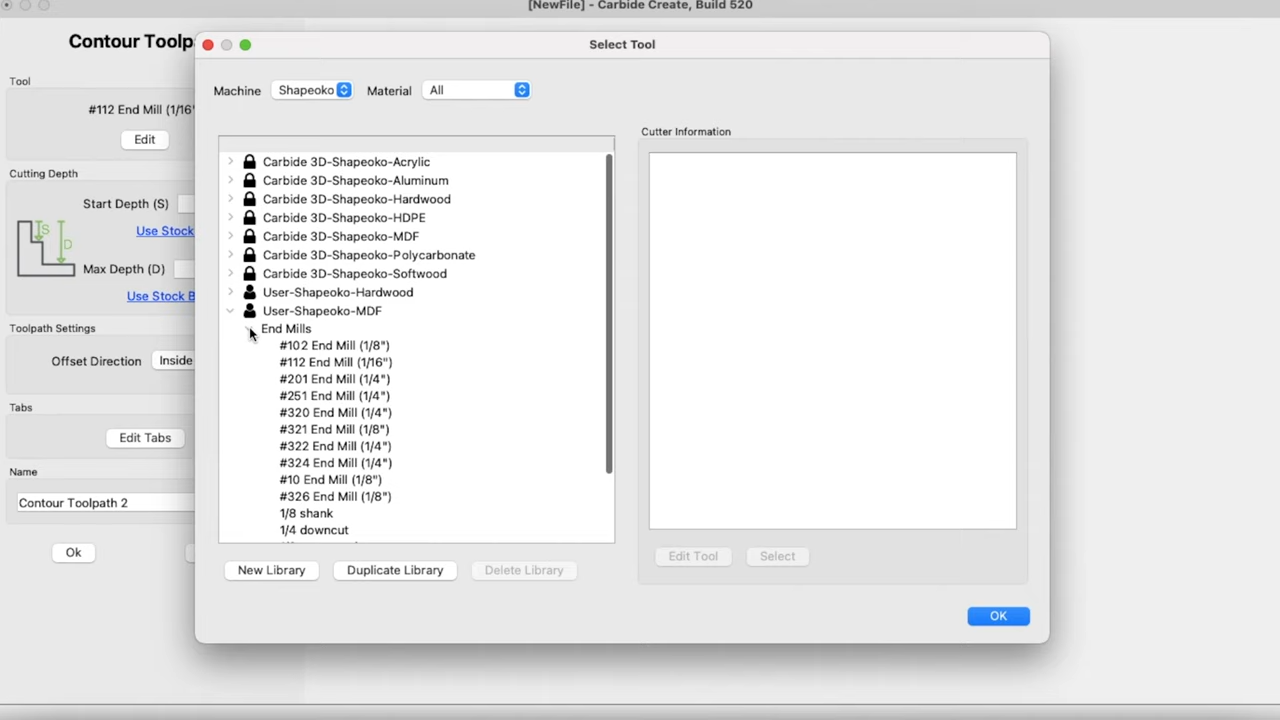 [NewFile] - Carbide Create, Build 520
Contour Toolp
Tool
#112 End Mill (1/16"
Edit
Cutting Depth
Start Depth (S)
Use Stock
S
D
Max Depth (D)
Use Stock B
Toolpath Settings
Offset Direction Inside
Tabs
Edit Tabs
Name
Contour Toolpath 2
Ok
Select Tool
Machine Shapeoko Material All
Carbide 3D-Shapeoko-Acrylic
Carbide 3D-Shapeoko-Aluminum
Carbide 3D-Shapeoko-Hardwood
Carbide 3D-Shapeoko-HDPE
Carbide 3D-Shapeoko-MDF
Carbide 3D-Shapeoko-Polycarbonate
Carbide 3D-Shapeoko-Softwood
User-Shapeoko-Hardwood
User-Shapeoko-MDF
End Mills
#102 End Mill (1/8")
#112 End Mill (1/16")
#201 End Mill (1/4")
#251 End Mill (1/4")
#320 End Mill (1/4")
#321 End Mill (1/8")
#322 End Mill (1/4")
#324 End Mill (1/4")
#10 End Mill (1/8")
#326 End Mill (1/8")
1/8 shank
1/4 downcut
New Library Duplicate Library Delete Library
Cutter Information
Edit Tool Select
OK